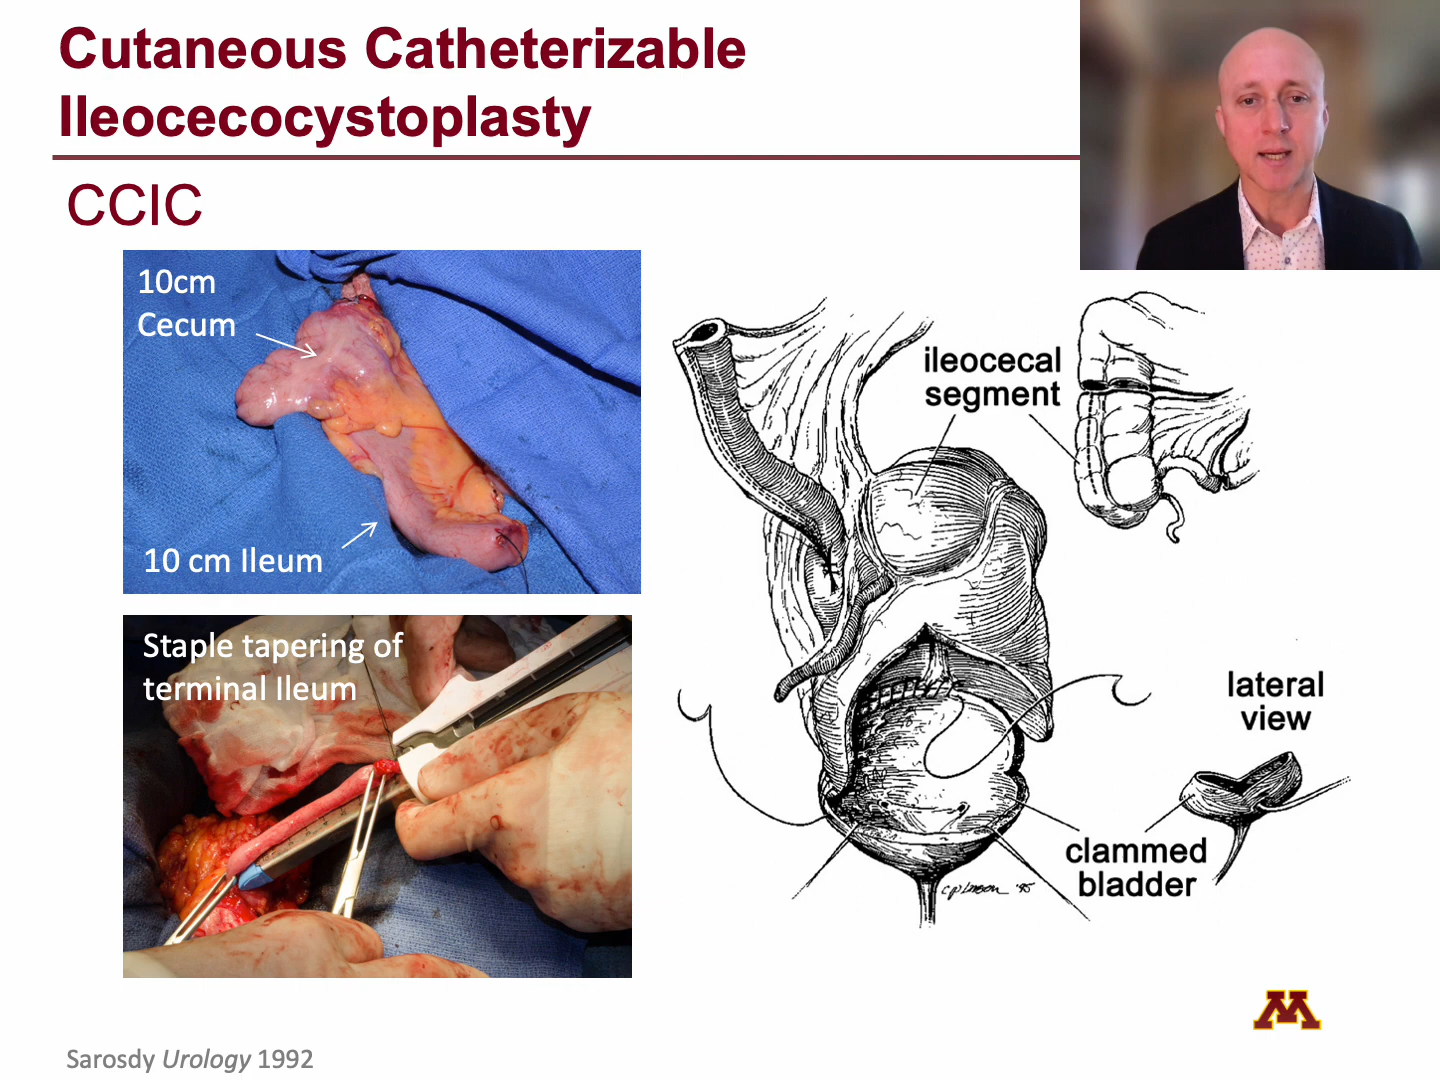 Cutaneous Catheterizable
Ileocecocystoplasty
CCIC
10cm
Cecum
10 cm Ileum
Staple tapering of
terminal Ileum
ileocecal
segment
lateral
view
clammed
bladder
M
Sarosdy Urology 1992